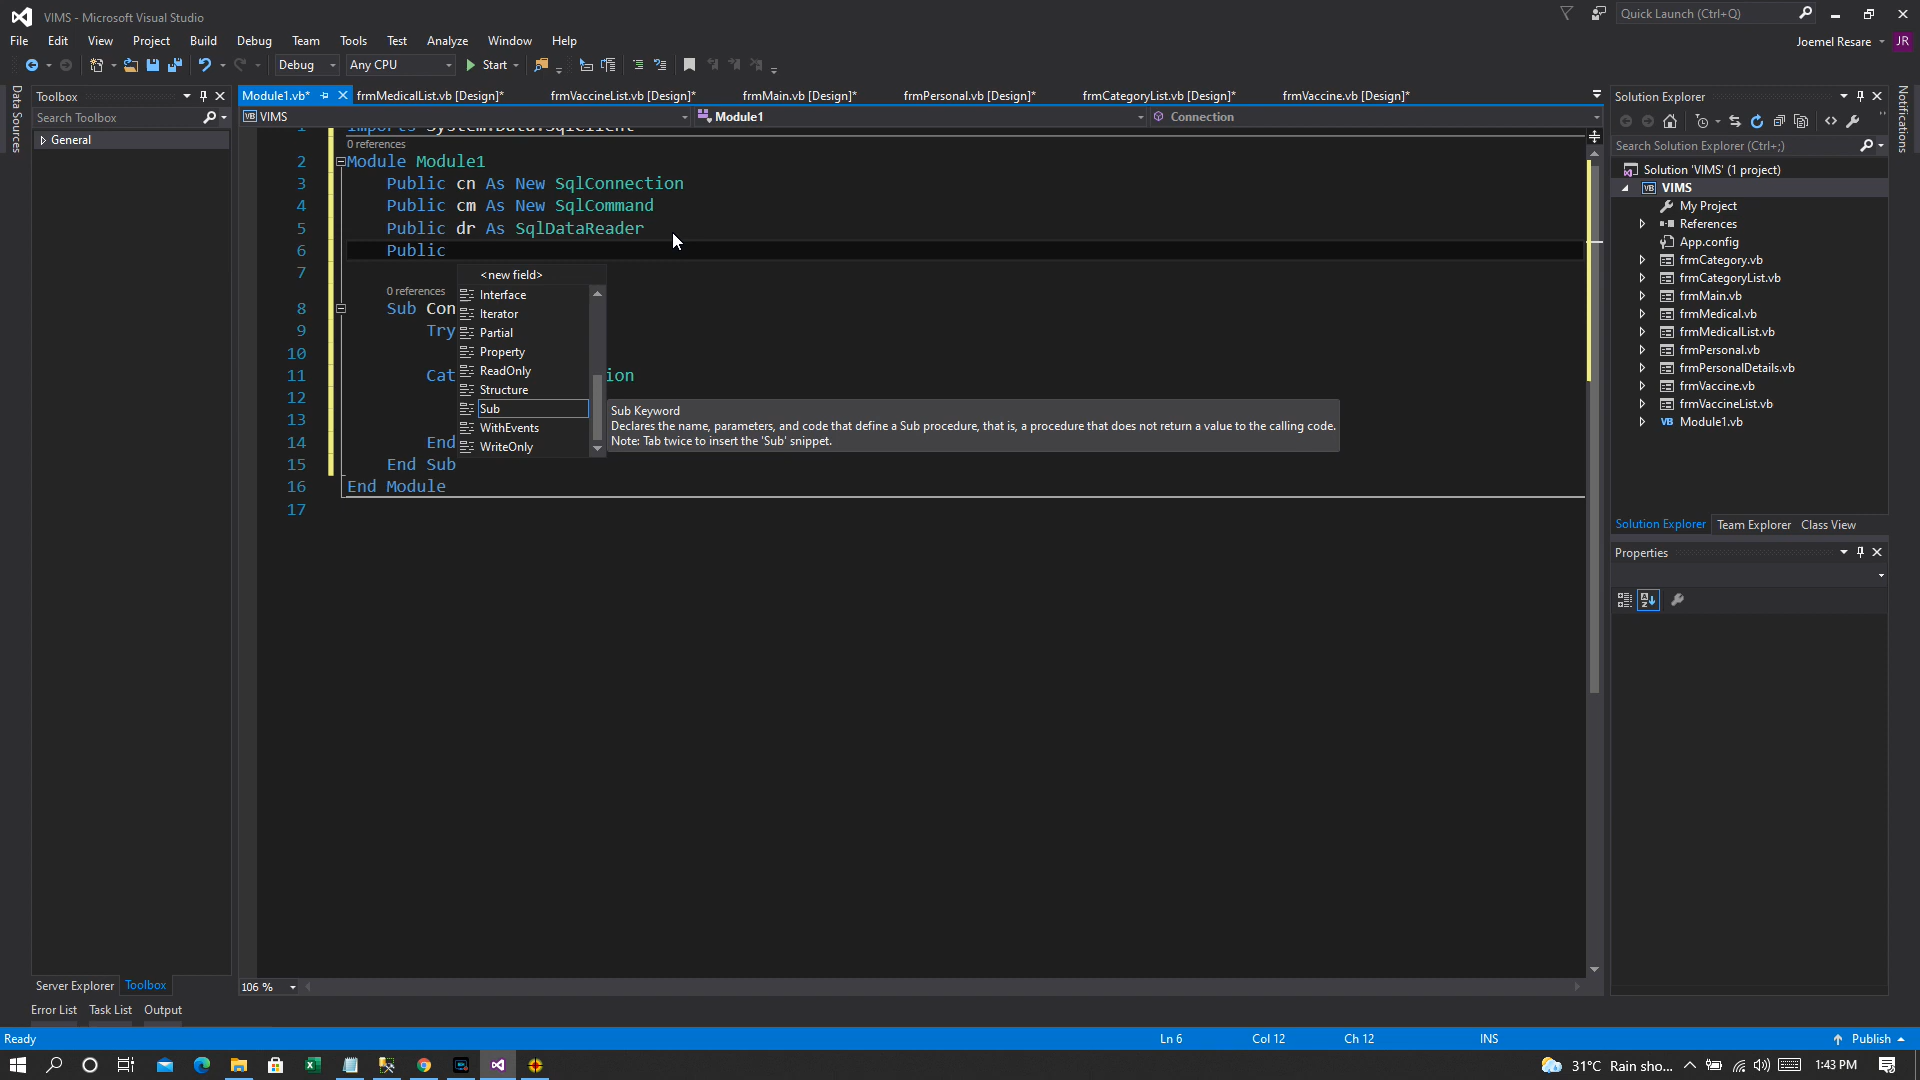 VIMS - Microsoft Visual Studio
Quick Launch (Ctrl+Q)
File Edit View Project Build Debug Team Tools Test Analyze Window Help
Joemel Resare JR
Debug Any CPU Start
Data Sources
Toolbox
Search Toolbox
General
Module1.vb* frmMedicalList.vb [Design]* frmVaccineList.vb [Design]* frmMain.vb [Design]* frmPersonal.vb [Design]* frmCategoryList.vb [Design]* frmVaccine.vb [Design]*
VB VIMS Module1 Connection
1 Imports System.Data.SqlClient
0 references
2 Module Module1
3 Public cn As New SqlConnection
4 Public cm As New SqlCommand
5 Public dr As SqlDataReader
6 Public
7
0 references
8 Sub Con
9 Try
10
11 Cat ion
12
13
14 End
15 End Sub
16 End Module
17
<new field>
Interface
Iterator
Partial
Property
ReadOnly
Structure
Sub
WithEvents
WriteOnly
Sub Keyword
Declares the name, parameters, and code that define a Sub procedure, that is, a procedure that does not return a value to the calling code.
Note: Tab twice to insert the 'Sub' snippet.
Solution Explorer
Search Solution Explorer (Ctrl+;)
Solution 'VIMS' (1 project)
VB VIMS
My Project
References
App.config
frmCategory.vb
frmCategoryList.vb
frmMain.vb
frmMedical.vb
frmMedicalList.vb
frmPersonal.vb
frmPersonalDetails.vb
frmVaccine.vb
frmVaccineList.vb
VB Module1.vb
Solution Explorer Team Explorer Class View
Properties
Notifications
106 %
Server Explorer Toolbox
Error List Task List Output
Ready Ln 6 Col 12 Ch 12 INS Publish
31°C Rain sho... 1:43 PM